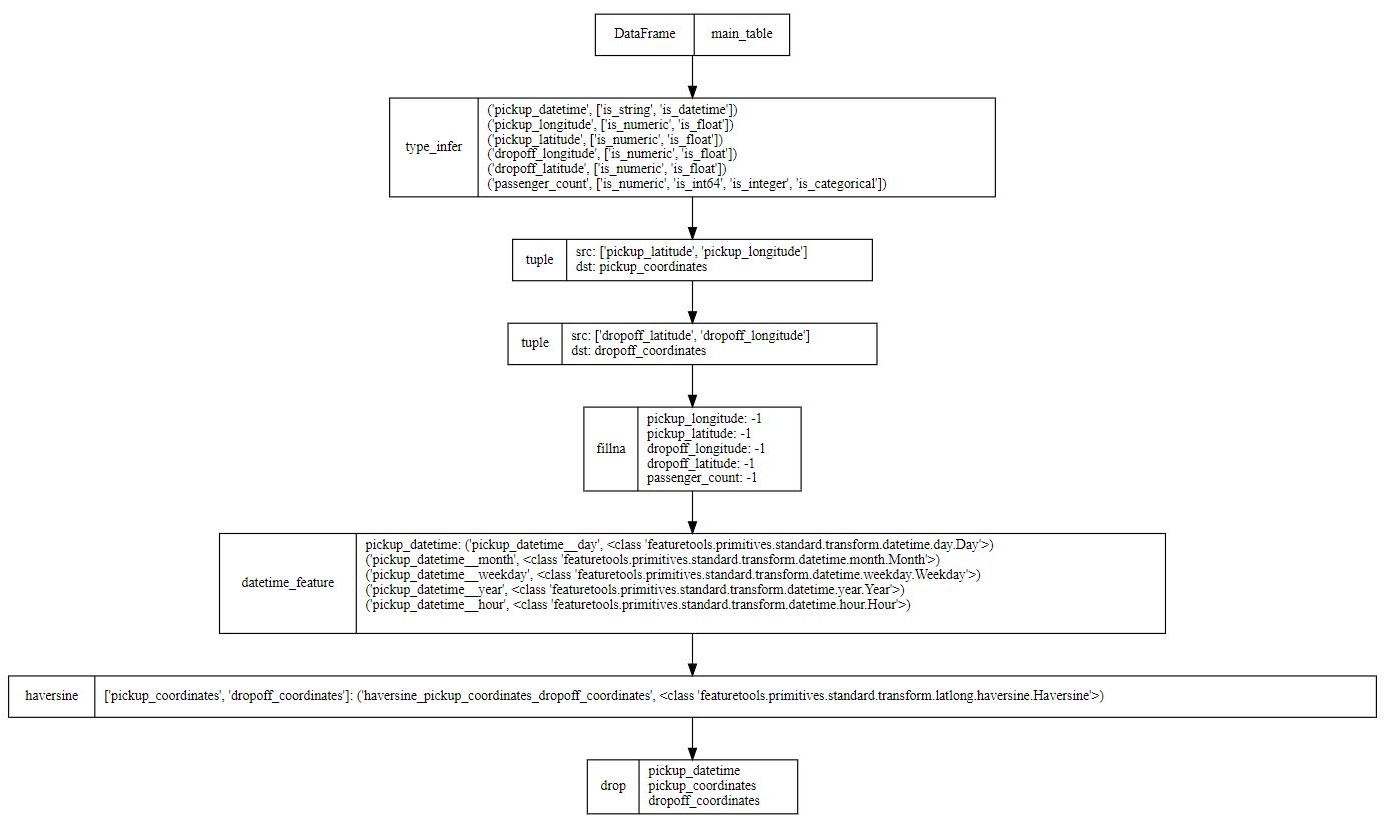 DataFrame main_table
type_infer
('pickup_datetime', ['is_string', 'is_datetime'])
('pickup_longitude', ['is_numeric', 'is_float'])
('pickup_latitude', ['is_numeric', 'is_float'])
('dropoff_longitude', ['is_numeric', 'is_float'])
('dropoff_latitude', ['is_numeric', 'is_float'])
('passenger_count', ['is_numeric', 'is_int64', 'is_integer', 'is_categorical'])
tuple
src: ['pickup_latitude', 'pickup_longitude']
dst: pickup_coordinates
tuple
src: ['dropoff_latitude', 'dropoff_longitude']
dst: dropoff_coordinates
fillna
pickup_longitude: -1
pickup_latitude: -1
dropoff_longitude: -1
dropoff_latitude: -1
passenger_count: -1
datetime_feature
pickup_datetime: ('pickup_datetime__day', <class 'featuretools.primitives.standard.transform.datetime.day.Day'>)
('pickup_datetime__month', <class 'featuretools.primitives.standard.transform.datetime.month.Month'>)
('pickup_datetime__weekday', <class 'featuretools.primitives.standard.transform.datetime.weekday.Weekday'>)
('pickup_datetime__year', <class 'featuretools.primitives.standard.transform.datetime.year.Year'>)
('pickup_datetime__hour', <class 'featuretools.primitives.standard.transform.datetime.hour.Hour'>)
haversine
['pickup_coordinates', 'dropoff_coordinates']: ('haversine_pickup_coordinates_dropoff_coordinates', <class 'featuretools.primitives.standard.transform.latlong.haversine.Haversine'>)
drop
pickup_datetime
pickup_coordinates
dropoff_coordinates